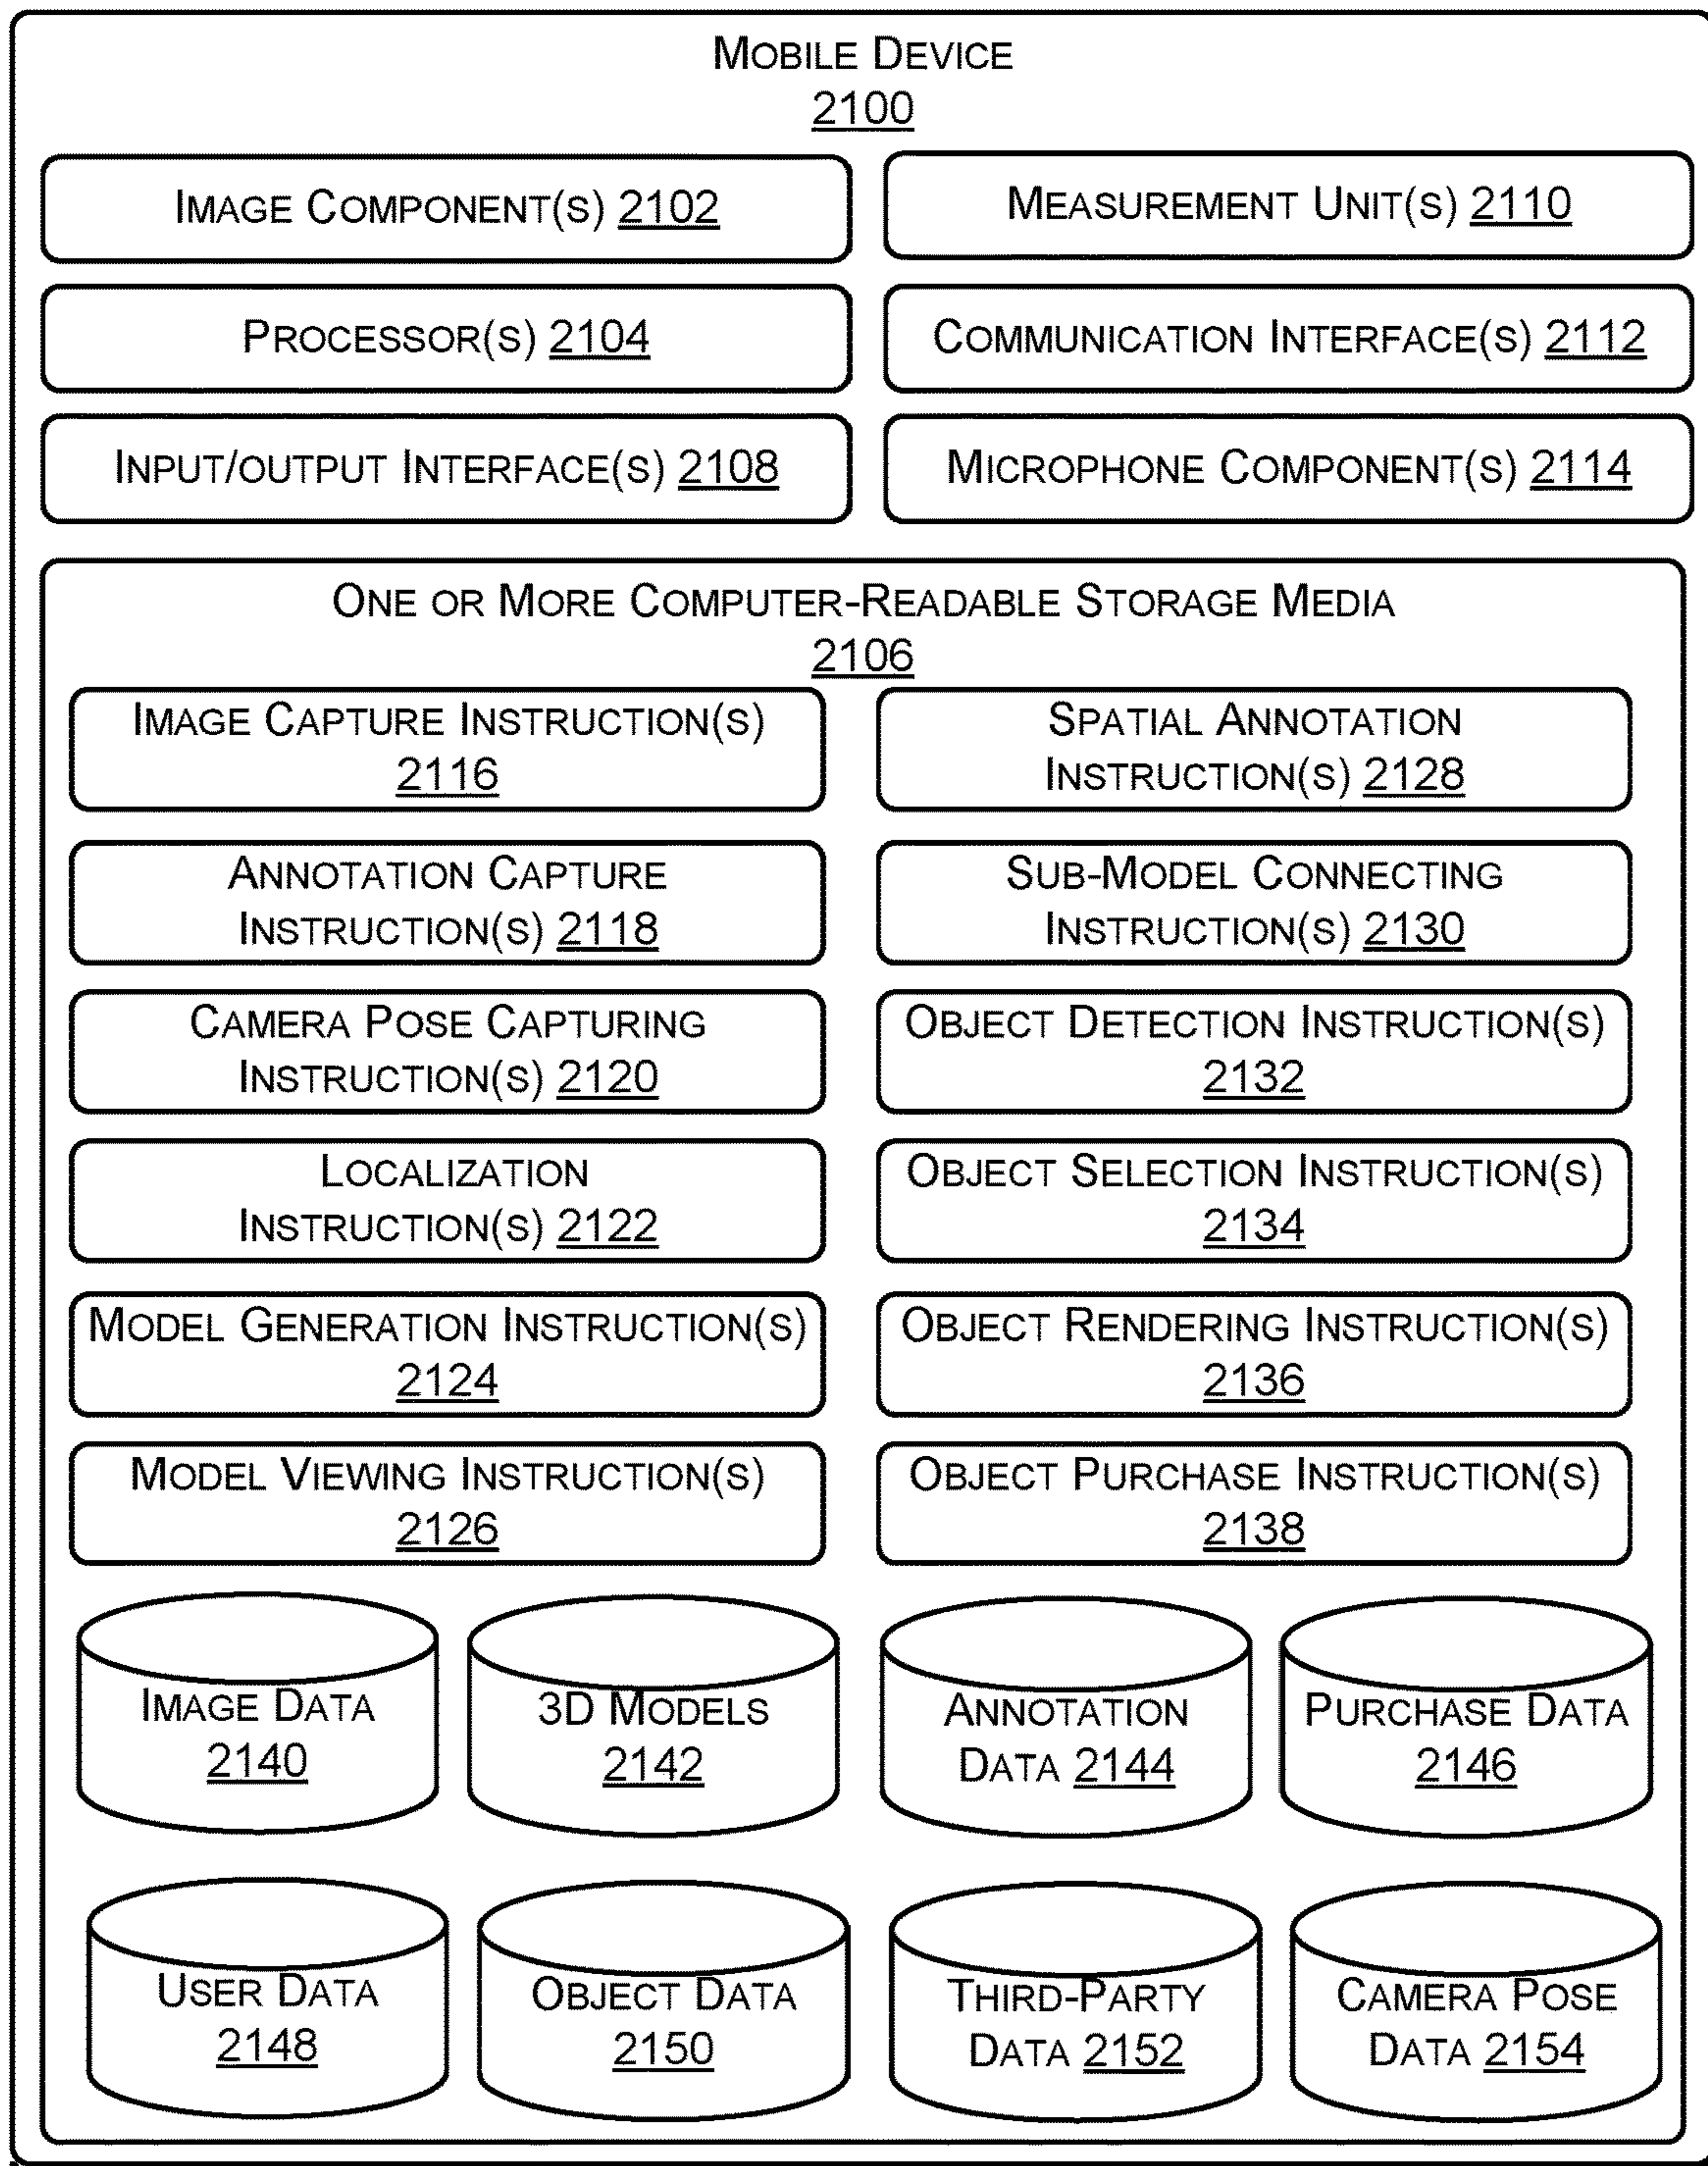 MOBILE DEVICE
2100
IMAGE COMPONENT(S) 2102
MEASUREMENT UNIT(S) 2110
PROCESSOR(S) 2104
COMMUNICATION INTERFACE(S) 2112
INPUT/OUTPUT INTERFACE(S) 2108
MICROPHONE COMPONENT(S) 2114
ONE OR MORE COMPUTER-READABLE STORAGE MEDIA
2106
IMAGE CAPTURE INSTRUCTION(S)
2116
SPATIAL ANNOTATION
INSTRUCTION(S) 2128
ANNOTATION CAPTURE
INSTRUCTION(S) 2118
SUB-MODEL CONNECTING
INSTRUCTION(S) 2130
CAMERA POSE CAPTURING
INSTRUCTION(S) 2120
OBJECT DETECTION INSTRUCTION(S)
2132
LOCALIZATION
INSTRUCTION(S) 2122
OBJECT SELECTION INSTRUCTION(S)
2134
MODEL GENERATION INSTRUCTION(S)
2124
OBJECT RENDERING INSTRUCTION(S)
2136
MODEL VIEWING INSTRUCTION(S)
2126
OBJECT PURCHASE INSTRUCTION(S)
2138
IMAGE DATA
2140
3D MODELS
2142
ANNOTATION
DATA 2144
PURCHASE DATA
2146
USER DATA
2148
OBJECT DATA
2150
THIRD-PARTY
DATA 2152
CAMERA POSE
DATA 2154